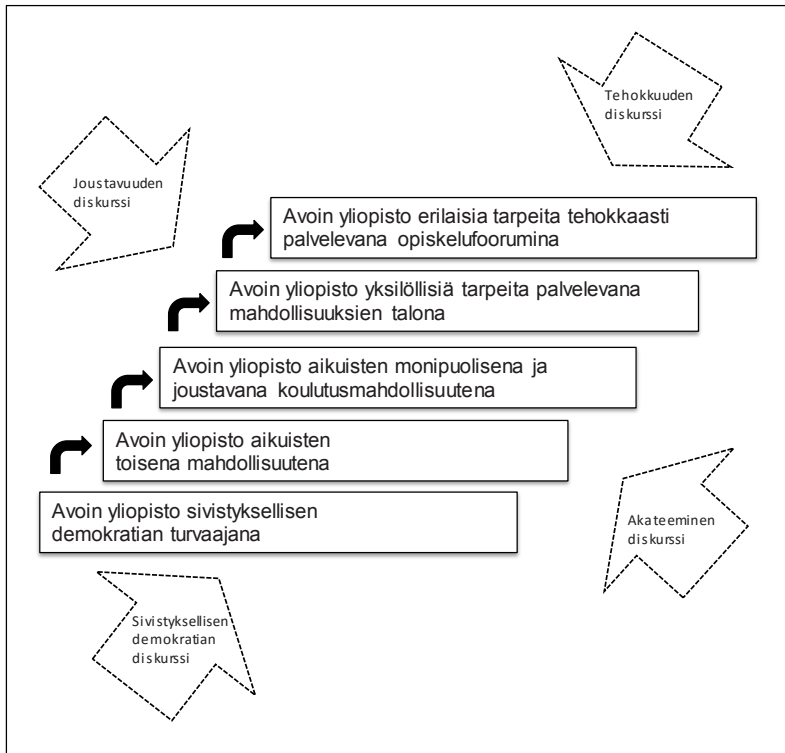 Tehokkuuden
diskurssi
Joustavuuden
diskurssi
Avoin yliopisto erilaisia tarpeita tehokkaasti
palvelevana opiskelufoorumina
Avoin yliopisto yksilöllisiä tarpeita palvelevana
mahdollisuuksien talona
Avoin yliopisto aikuisten monipuolisena ja
joustavana koulutusmahdollisuutena
Avoin yliopisto aikuisten
toisena mahdollisuutena
Avoin yliopisto sivistyksellisen
demokratian turvaajana
Akateeminen
diskurssi
Sivistyksellisen
demokratian
diskurssi